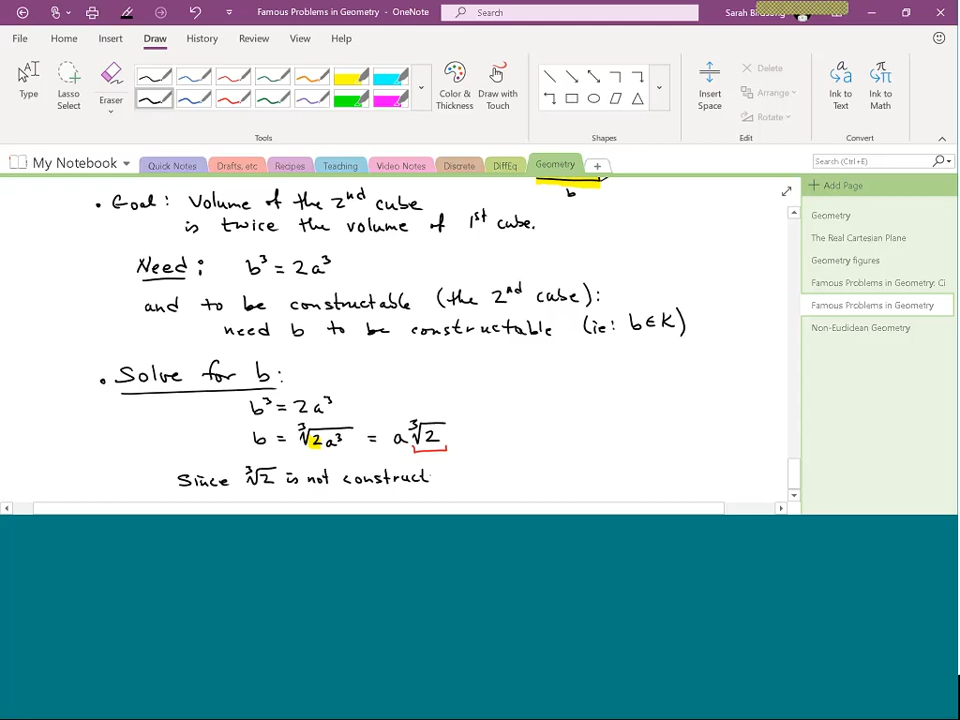 Famous Problems in Geometry - OneNote
Search
File Home Insert Draw History Review View Help
Type
Lasso Select
Eraser
Color & Thickness
Draw with Touch
Insert Space
Delete
Arrange
Rotate
Ink to Text
Ink to Math
Tools
Shapes
Edit
Convert
My Notebook
Quick Notes
Drafts, etc
Recipes
Teaching
Video Notes
Discrete
DiffEq
Geometry
Search (Ctrl+E)
Add Page
Geometry
The Real Cartesian Plane
Geometry figures
Famous Problems in Geometry: Ci
Famous Problems in Geometry
Non-Euclidean Geometry
b
• Goal: Volume of the 2nd cube
is twice the volume of 1st cube.
Need: b³ = 2a³
and to be constructable (the 2nd cube):
need b to be constructable (ie: b ∈ K)
• Solve for b:
b³ = 2a³
b = ∛2a³ = a∛2
Since ∛2 is not construct